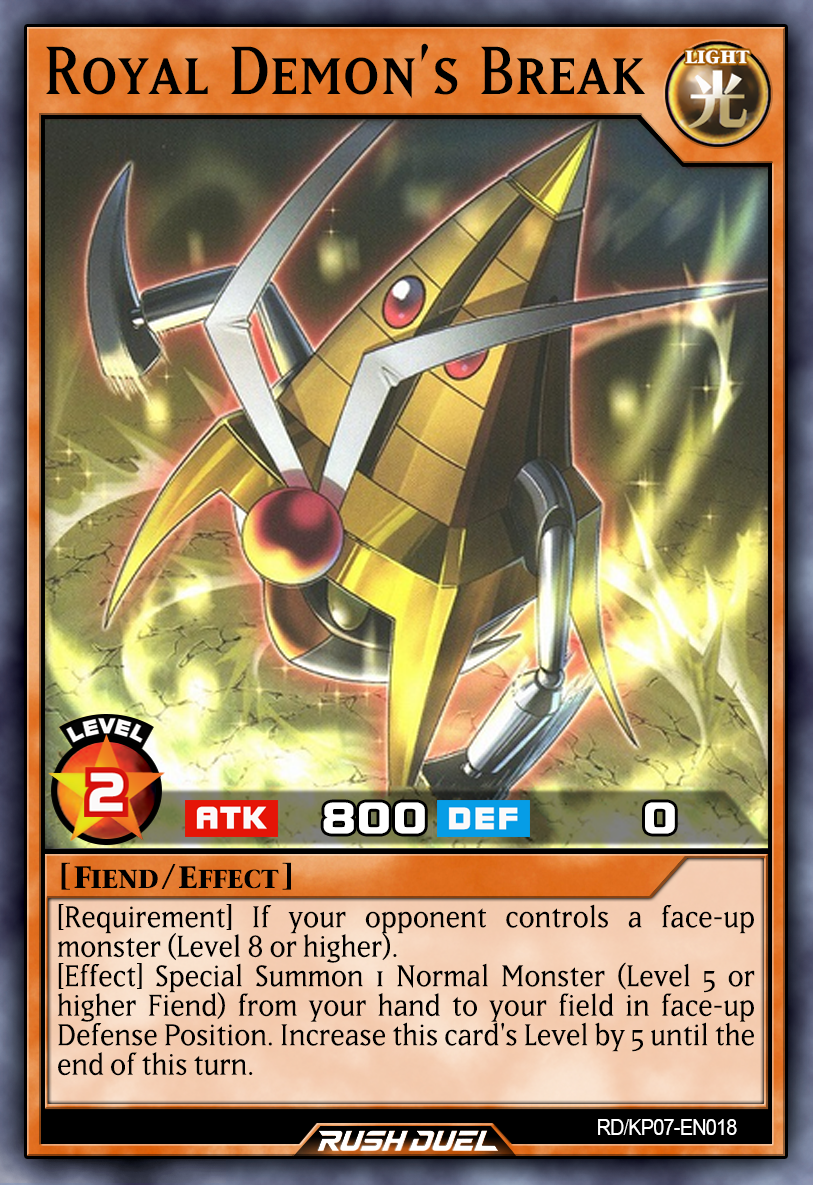 ROYAL DEMON'S BREAK
LIGHT
光
LEVEL
2
ATK 800 DEF 0
[FIEND/EFFECT]
[Requirement] If your opponent controls a face-up
monster (Level 8 or higher).
[Effect] Special Summon 1 Normal Monster (Level 5 or
higher Fiend) from your hand to your field in face-up
Defense Position. Increase this card's Level by 5 until the
end of this turn.
RD/KP07-EN018
RUSH DUEL